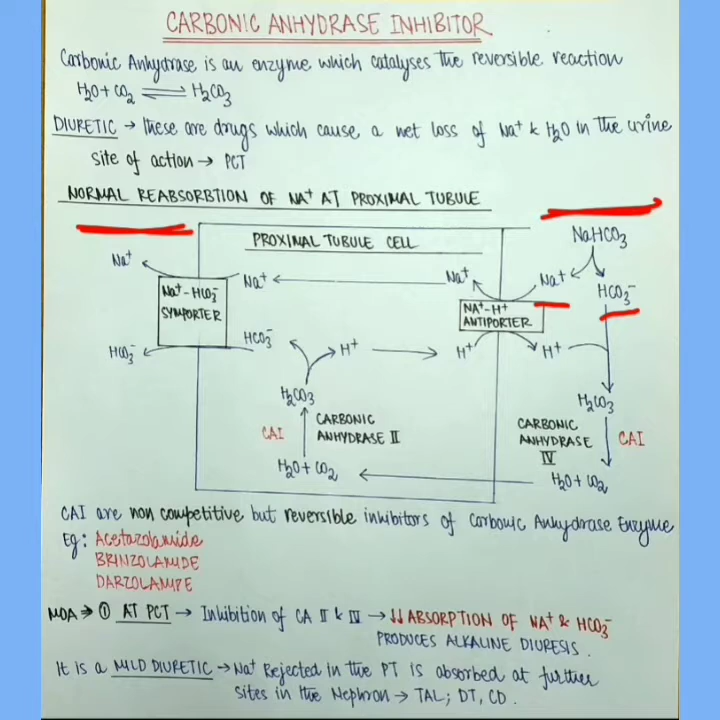 CARBONIC ANHYDRASE INHIBITOR
Carbonic Anhydrase is an enzyme which catalyses the reversible reaction
H₂O + CO₂ ⇌ H₂CO₃
DIURETIC → these are drugs which cause a net loss of Na⁺ & H₂O in the urine
site of action → PCT
NORMAL REABSORBTION OF NA⁺ AT PROXIMAL TUBULE
PROXIMAL TUBULE CELL
NaHCO₃
Na⁺
Na⁺
Na⁺
Na⁺
HCO₃⁻
Na⁺-HCO₃⁻
SYMPORTER
NA⁺-H⁺
ANTIPORTER
HCO₃⁻
HCO₃⁻
H⁺
H⁺
H⁺
H₂CO₃
H₂CO₃
CAI
CARBONIC
ANHYDRASE II
CARBONIC
ANHYDRASE
IV
CAI
H₂O + CO₂
H₂O + CO₂
CAI are non competitive but reversible inhibitors of Carbonic Anhydrase Enzyme
Eg: Acetazolamide
BRINZOLAMIDE
DARZOLAMIDE
MOA → ① AT PCT → Inhibition of CA II & IV → ↓↓ ABSORPTION OF NA⁺ & HCO₃⁻
PRODUCES ALKALINE DIURESIS.
It is a MILD DIURETIC → Na⁺ Rejected in the PT is absorbed at further
sites in the Nephron → TAL; DT, CD.